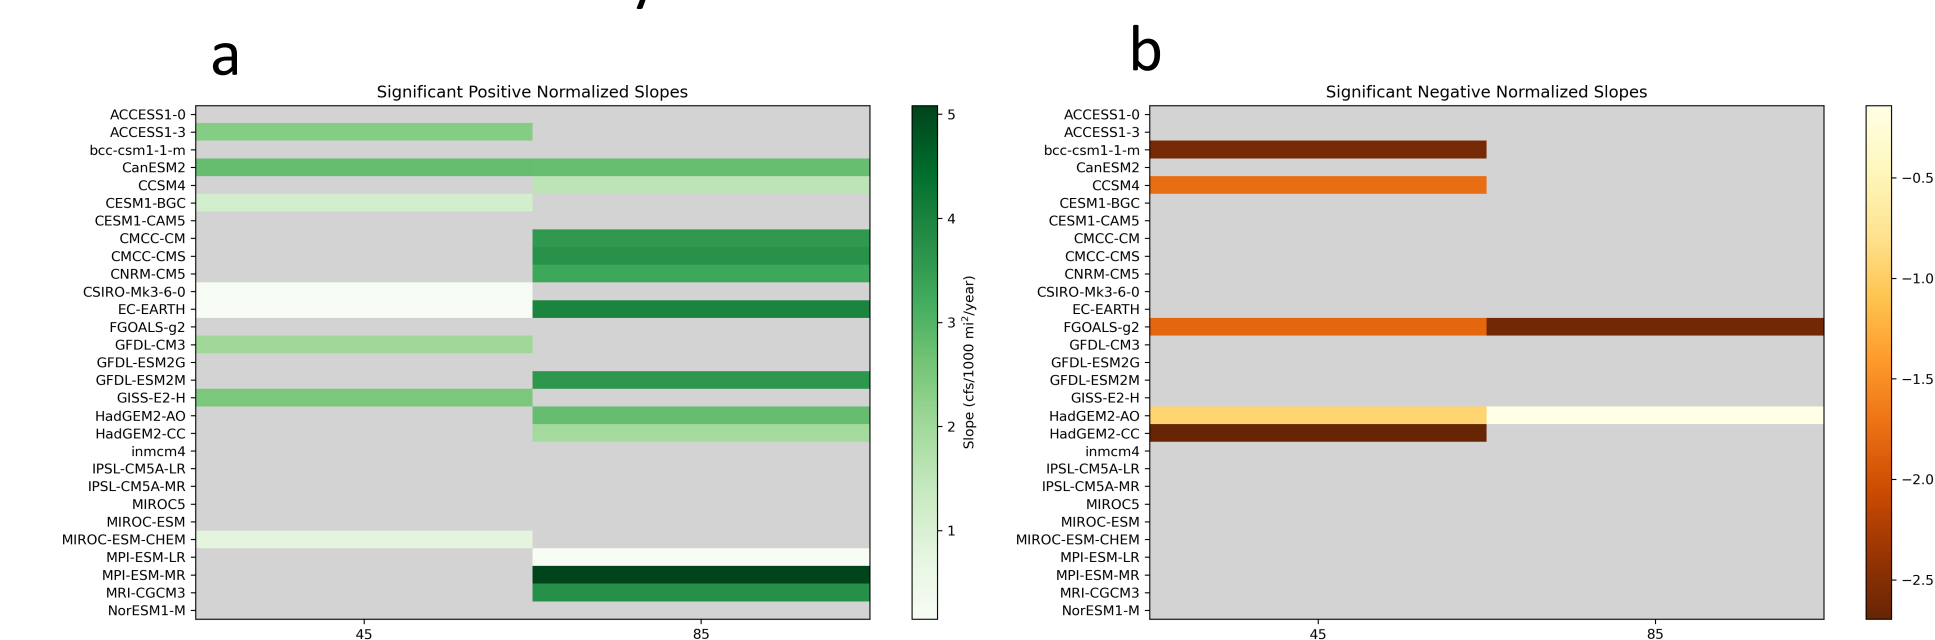 a
Significant Positive Normalized Slopes
ACCESS1-0
ACCESS1-3
bcc-csm1-1-m
CanESM2
CCSM4
CESM1-BGC
CESM1-CAM5
CMCC-CM
CMCC-CMS
CNRM-CM5
CSIRO-Mk3-6-0
EC-EARTH
FGOALS-g2
GFDL-CM3
GFDL-ESM2G
GFDL-ESM2M
GISS-E2-H
HadGEM2-AO
HadGEM2-CC
inmcm4
IPSL-CM5A-LR
IPSL-CM5A-MR
MIROC5
MIROC-ESM
MIROC-ESM-CHEM
MPI-ESM-LR
MPI-ESM-MR
MRI-CGCM3
NorESM1-M
45
85
5
4
3
2
1
Slope (cfs/1000 mi²/year)
b
Significant Negative Normalized Slopes
ACCESS1-0
ACCESS1-3
bcc-csm1-1-m
CanESM2
CCSM4
CESM1-BGC
CESM1-CAM5
CMCC-CM
CMCC-CMS
CNRM-CM5
CSIRO-Mk3-6-0
EC-EARTH
FGOALS-g2
GFDL-CM3
GFDL-ESM2G
GFDL-ESM2M
GISS-E2-H
HadGEM2-AO
HadGEM2-CC
inmcm4
IPSL-CM5A-LR
IPSL-CM5A-MR
MIROC5
MIROC-ESM
MIROC-ESM-CHEM
MPI-ESM-LR
MPI-ESM-MR
MRI-CGCM3
NorESM1-M
45
85
−0.5
−1.0
−1.5
−2.0
−2.5